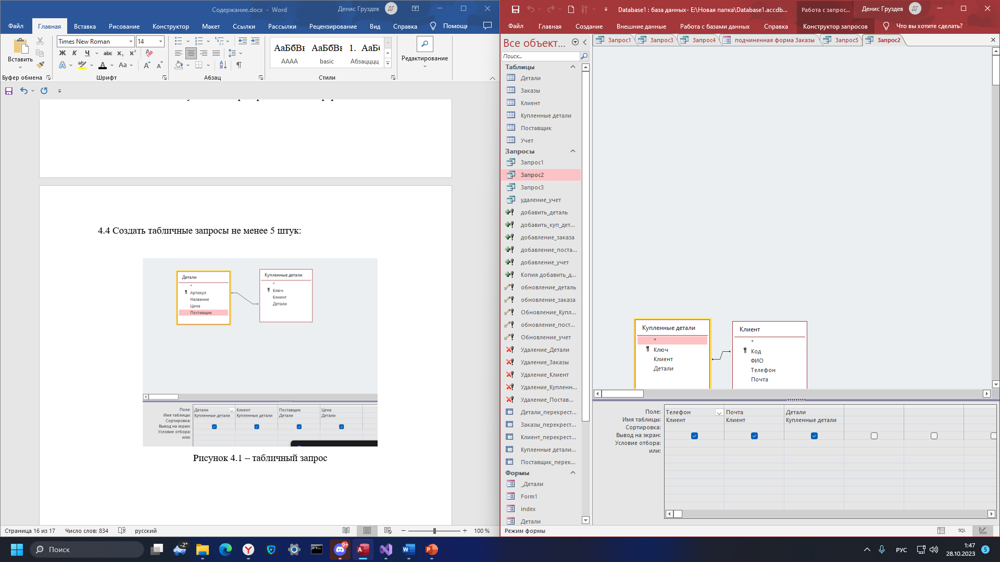 Содержание.docx - Word
Денис Груздев
ДГ
Файл
Главная
Вставка
Рисование
Конструктор
Макет
Ссылки
Рассылки
Рецензирование
Вид
Справка
Times New Roman
14
Вставить
Ж К Ч abc x₂ x²
Aa
АаБбВı АаБбВı 1. АаБб
АААА basic Абзацццц
Редактирование
Буфер обмена
Шрифт
Абзац
Стили
4.4 Создать табличные запросы не менее 5 штук:
Детали
*
Артикул
Название
Цена
Поставщик
Купленные детали
*
Ключ
Клиент
Детали
Поле: Детали Клиент Поставщик Цена
Имя таблицы: Купленные детали Купленные детали Детали Детали
Сортировка:
Вывод на экран:
Условие отбора:
или:
Рисунок 4.1 – табличный запрос
Страница 16 из 17 Число слов: 834 русский
100 %
Database1 : база данных- E:\Новая папка\Database1.accdb...
Работа с запрос...
Денис Груздев
ДГ
Файл
Главная
Создание
Внешние данные
Работа с базами данных
Справка
Конструктор запросов
Что вы хотите сделать?
Все объект...
Поиск...
Таблицы
Детали
Заказы
Клиент
Купленные детали
Поставщик
Учет
Запросы
Запрос1
Запрос2
Запрос3
удаление_учет
добавить_деталь
добавить_куп_дет...
добавление_заказа
добавление_поста...
добавление_учет
Копия добавить_д...
обновление_деталь
обновление_заказа
Обновление_Купл...
обновление_пост...
Обновление_учет
Удаление_Детали
Удаление_Заказы
Удаление_Клиент
Удаление_Купленн...
Удаление_Постав...
Детали_перекрест...
Заказы_перекрест...
Клиент_перекрест...
Купленные детали...
Поставщик_перек...
Формы
_Детали
Form1
index
Детали
Запрос1
Запрос3
Запрос4
подчиненная форма Заказы
Запрос5
Запрос2
Купленные детали
*
Ключ
Клиент
Детали
Клиент
*
Код
ФИО
Телефон
Почта
Поле: Телефон Почта Детали
Имя таблицы: Клиент Клиент Купленные детали
Сортировка:
Вывод на экран:
Условие отбора:
или:
Режим формы
SQL
Поиск
-2°
9+
РУС
1:47
28.10.2023
5